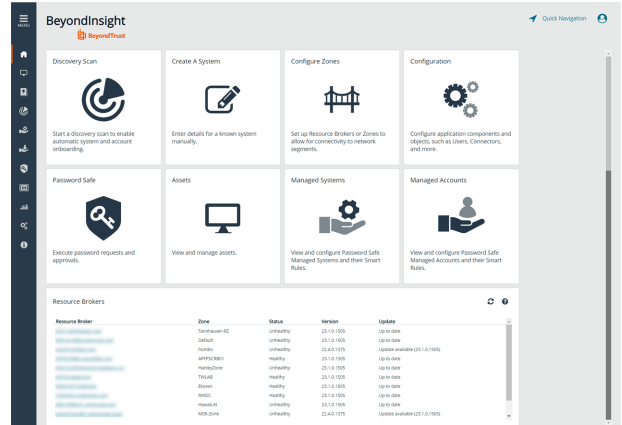 MENU
BeyondInsight
BeyondTrust
Quick Navigation
Discovery Scan
Create A System
Configure Zones
Configuration
Start a discovery scan to enable
automatic system and account
onboarding.
Enter details for a known system
manually.
Set up Resource Brokers or Zones to
allow for connectivity to network
segments.
Configure application components and
objects, such as Users, Connectors,
and more.
Password Safe
Assets
Managed Systems
Managed Accounts
Execute password requests and
approvals.
View and manage assets.
View and configure Password Safe
Managed Systems and their Smart
Rules.
View and configure Password Safe
Managed Accounts and their Smart
Rules.
Resource Brokers
Resource Broker Zone Status Version Update
Tannhauser-RZ Unhealthy 23.1.0.1505 Up to date
Default Unhealthy 23.1.0.1505 Up to date
hombo Unhealthy 22.4.0.1375 Update available (23.1.0.1505)
APFPSCRB01 Healthy 23.1.0.1505 Up to date
HanleyZone Unhealthy 23.1.0.1505 Up to date
TWLAB Healthy 23.1.0.1505 Up to date
Ekoren Healthy 23.1.0.1505 Up to date
Healthy 23.1.0.1505 Up to date
Unhealthy 23.1.0.1505 Up to date
MSR-Zone Unhealthy 22.4.0.1375 Update available (23.1.0.1505)